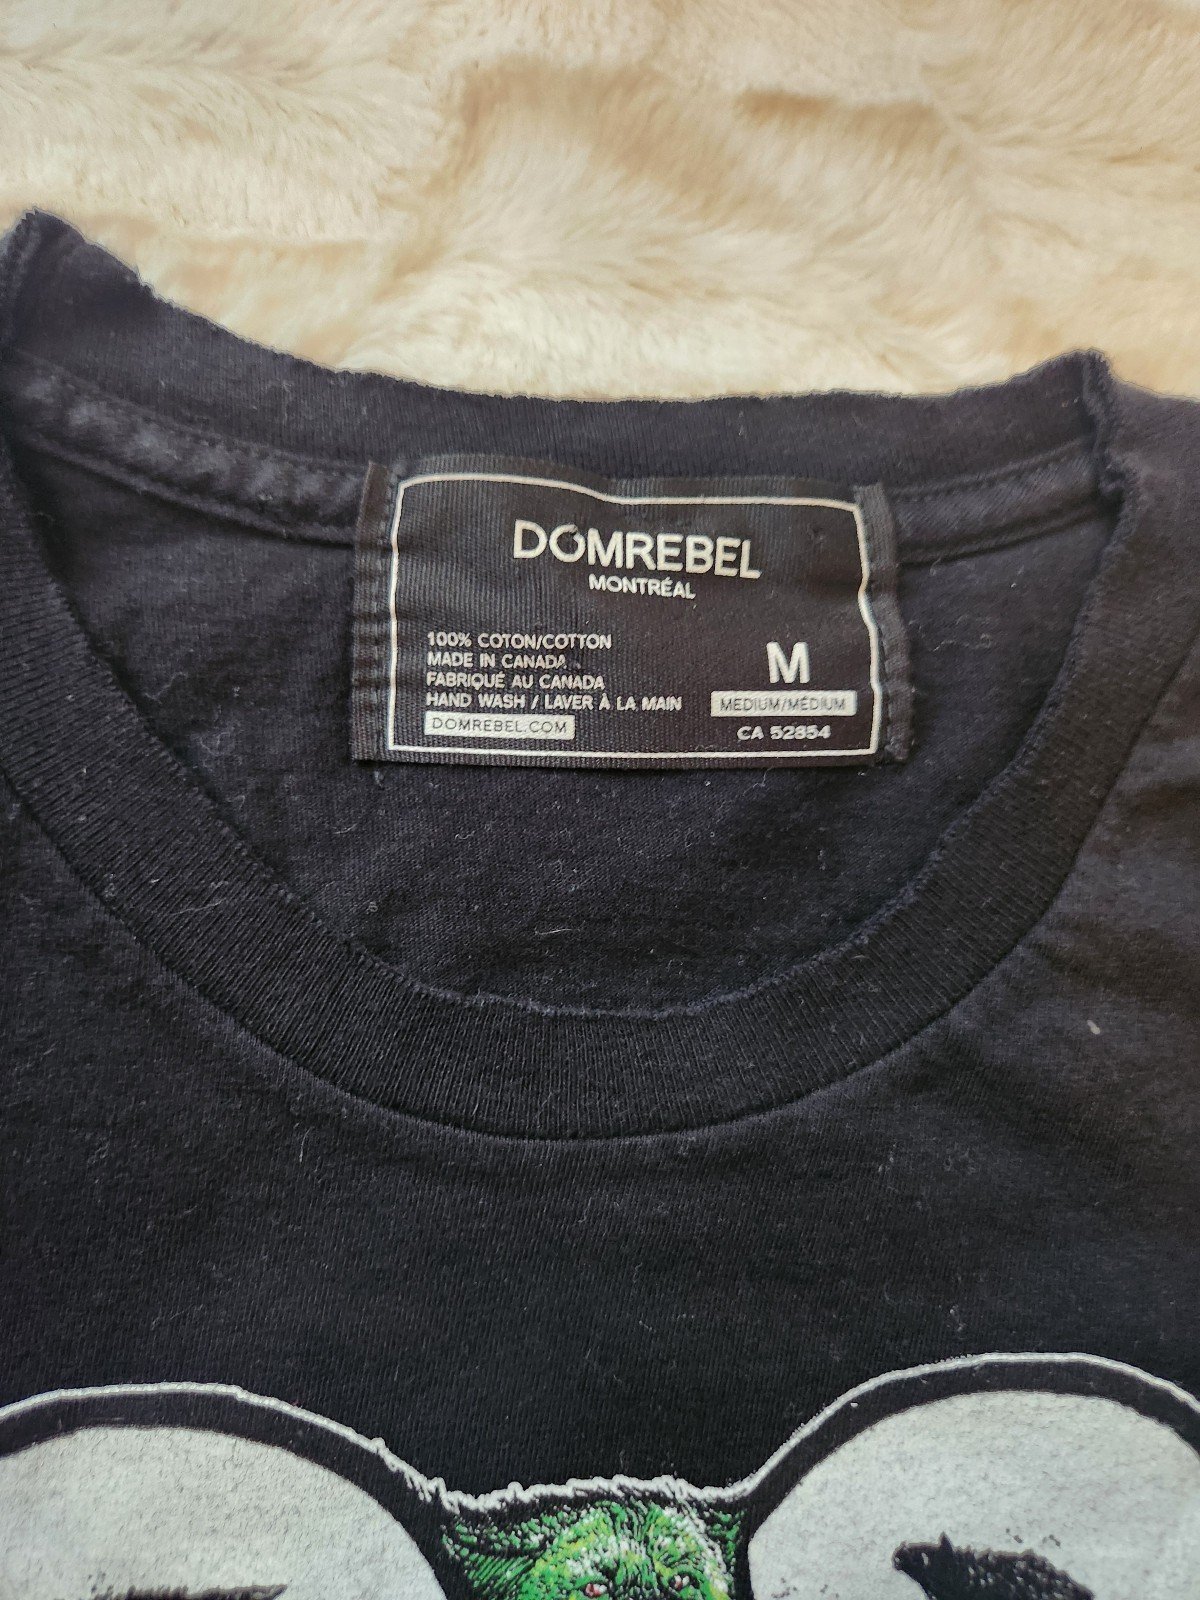 DOMREBEL
MONTRÉAL
100% COTON/COTTON
MADE IN CANADA
FABRIQUÉ AU CANADA
HAND WASH / LAVER À LA MAIN
DOMREBEL.COM
M
MEDIUM/MÉDIUM
CA 52854